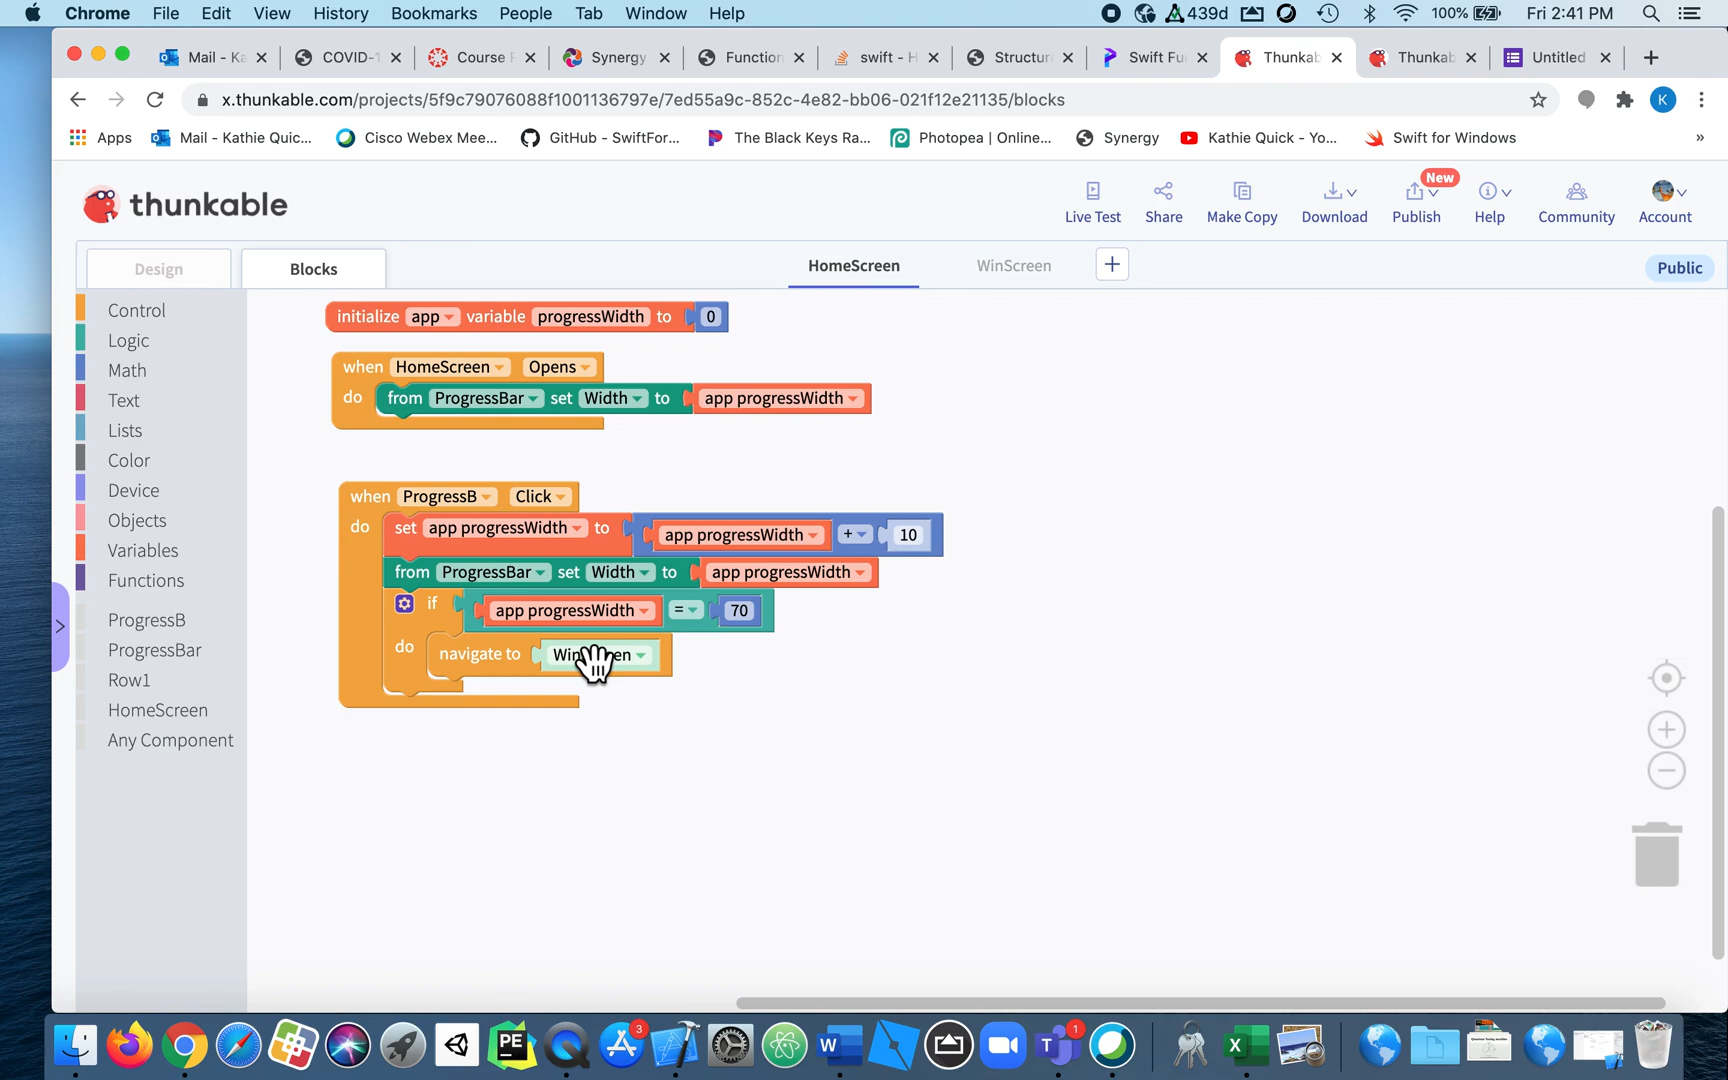 Chrome File Edit View History Bookmarks People Tab Window Help 439d 100% Fri 2:41 PM
Mail - Ka COVID-1 Course Synergy Function swift - H Structur Swift Fu Thunkab Thunkab Untitled
x.thunkable.com/projects/5f9c79076088f1001136797e/7ed55a9c-852c-4e82-bb06-021f12e21135/blocks K
Apps Mail - Kathie Quic... Cisco Webex Mee... GitHub - SwiftFor... The Black Keys Ra... Photopea | Online... Synergy Kathie Quick - Yo... Swift for Windows »
thunkable
New
Live Test Share Make Copy Download Publish Help Community Account
Design Blocks HomeScreen WinScreen + Public
Control
Logic
Math
Text
Lists
Color
Device
Objects
Variables
Functions
ProgressB
ProgressBar
Row1
HomeScreen
Any Component
initialize app variable progressWidth to 0
when HomeScreen Opens
do from ProgressBar set Width to app progressWidth
when ProgressB Click
do set app progressWidth to app progressWidth + 10
from ProgressBar set Width to app progressWidth
if app progressWidth = 70
do navigate to
3 PE W T 1 X